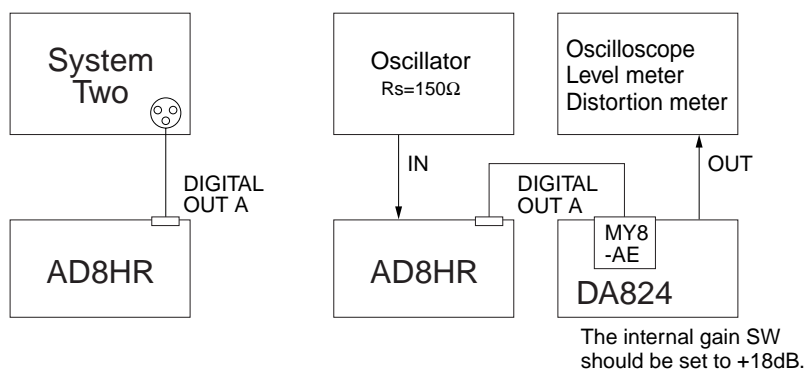 System
Two
DIGITAL
OUT A
AD8HR
Oscillator
Rs=150Ω
IN
DIGITAL
OUT A
AD8HR
Oscilloscope
Level meter
Distortion meter
OUT
MY8
-AE
DA824
The internal gain SW
should be set to +18dB.